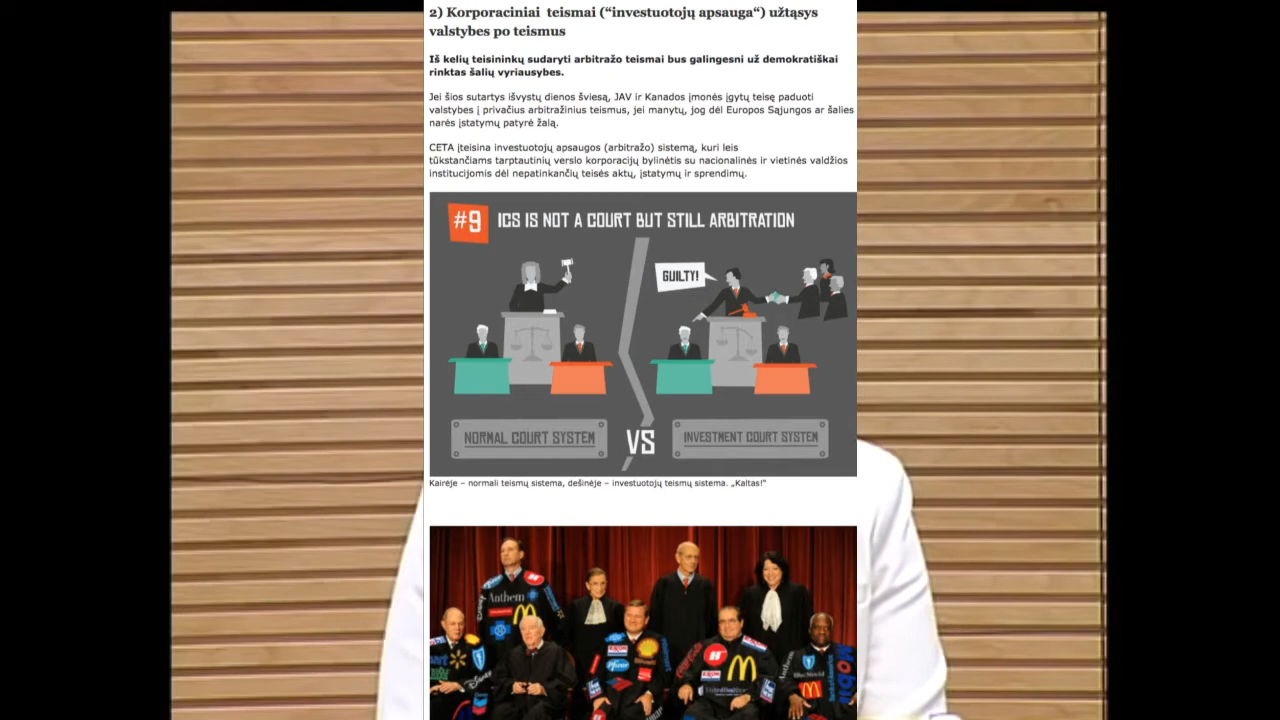 2) Korporaciniai teismai (“investuotojų apsauga“) užtąsys
valstybes po teismus
Iš kelių teisininkų sudaryti arbitražo teismai bus galingesni už demokratiškai
rinktas šalių vyriausybes.
Jei šios sutartys išvystų dienos šviesą, JAV ir Kanados įmonės įgytų teisę paduoti
valstybes į privačius arbitražinius teismus, jei manytų, jog dėl Europos Sąjungos ar šalies
narės įstatymų patyrė žalą.
CETA įteisina investuotojų apsaugos (arbitražo) sistemą, kuri leis
tūkstančiams tarptautinių verslo korporacijų bylinėtis su nacionalinės ir vietinės valdžios
institucijomis dėl nepatinkančių teisės aktų, įstatymų ir sprendimų.
#9 ICS IS NOT A COURT BUT STILL ARBITRATION
GUILTY!
NORMAL COURT SYSTEM
VS
INVESTMENT COURT SYSTEM
Kairėje – normali teismų sistema, dešinėje – investuotojų teismų sistema. „Kaltas!“
Anthem
Disney
Pfizer
Mobil